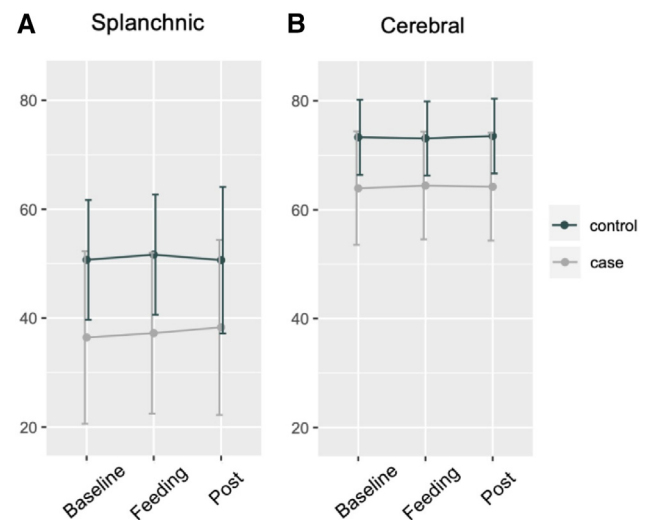 A Splanchnic
80
60
40
20
Baseline
Feeding
Post
B Cerebral
80
60
40
20
Baseline
Feeding
Post
control
case